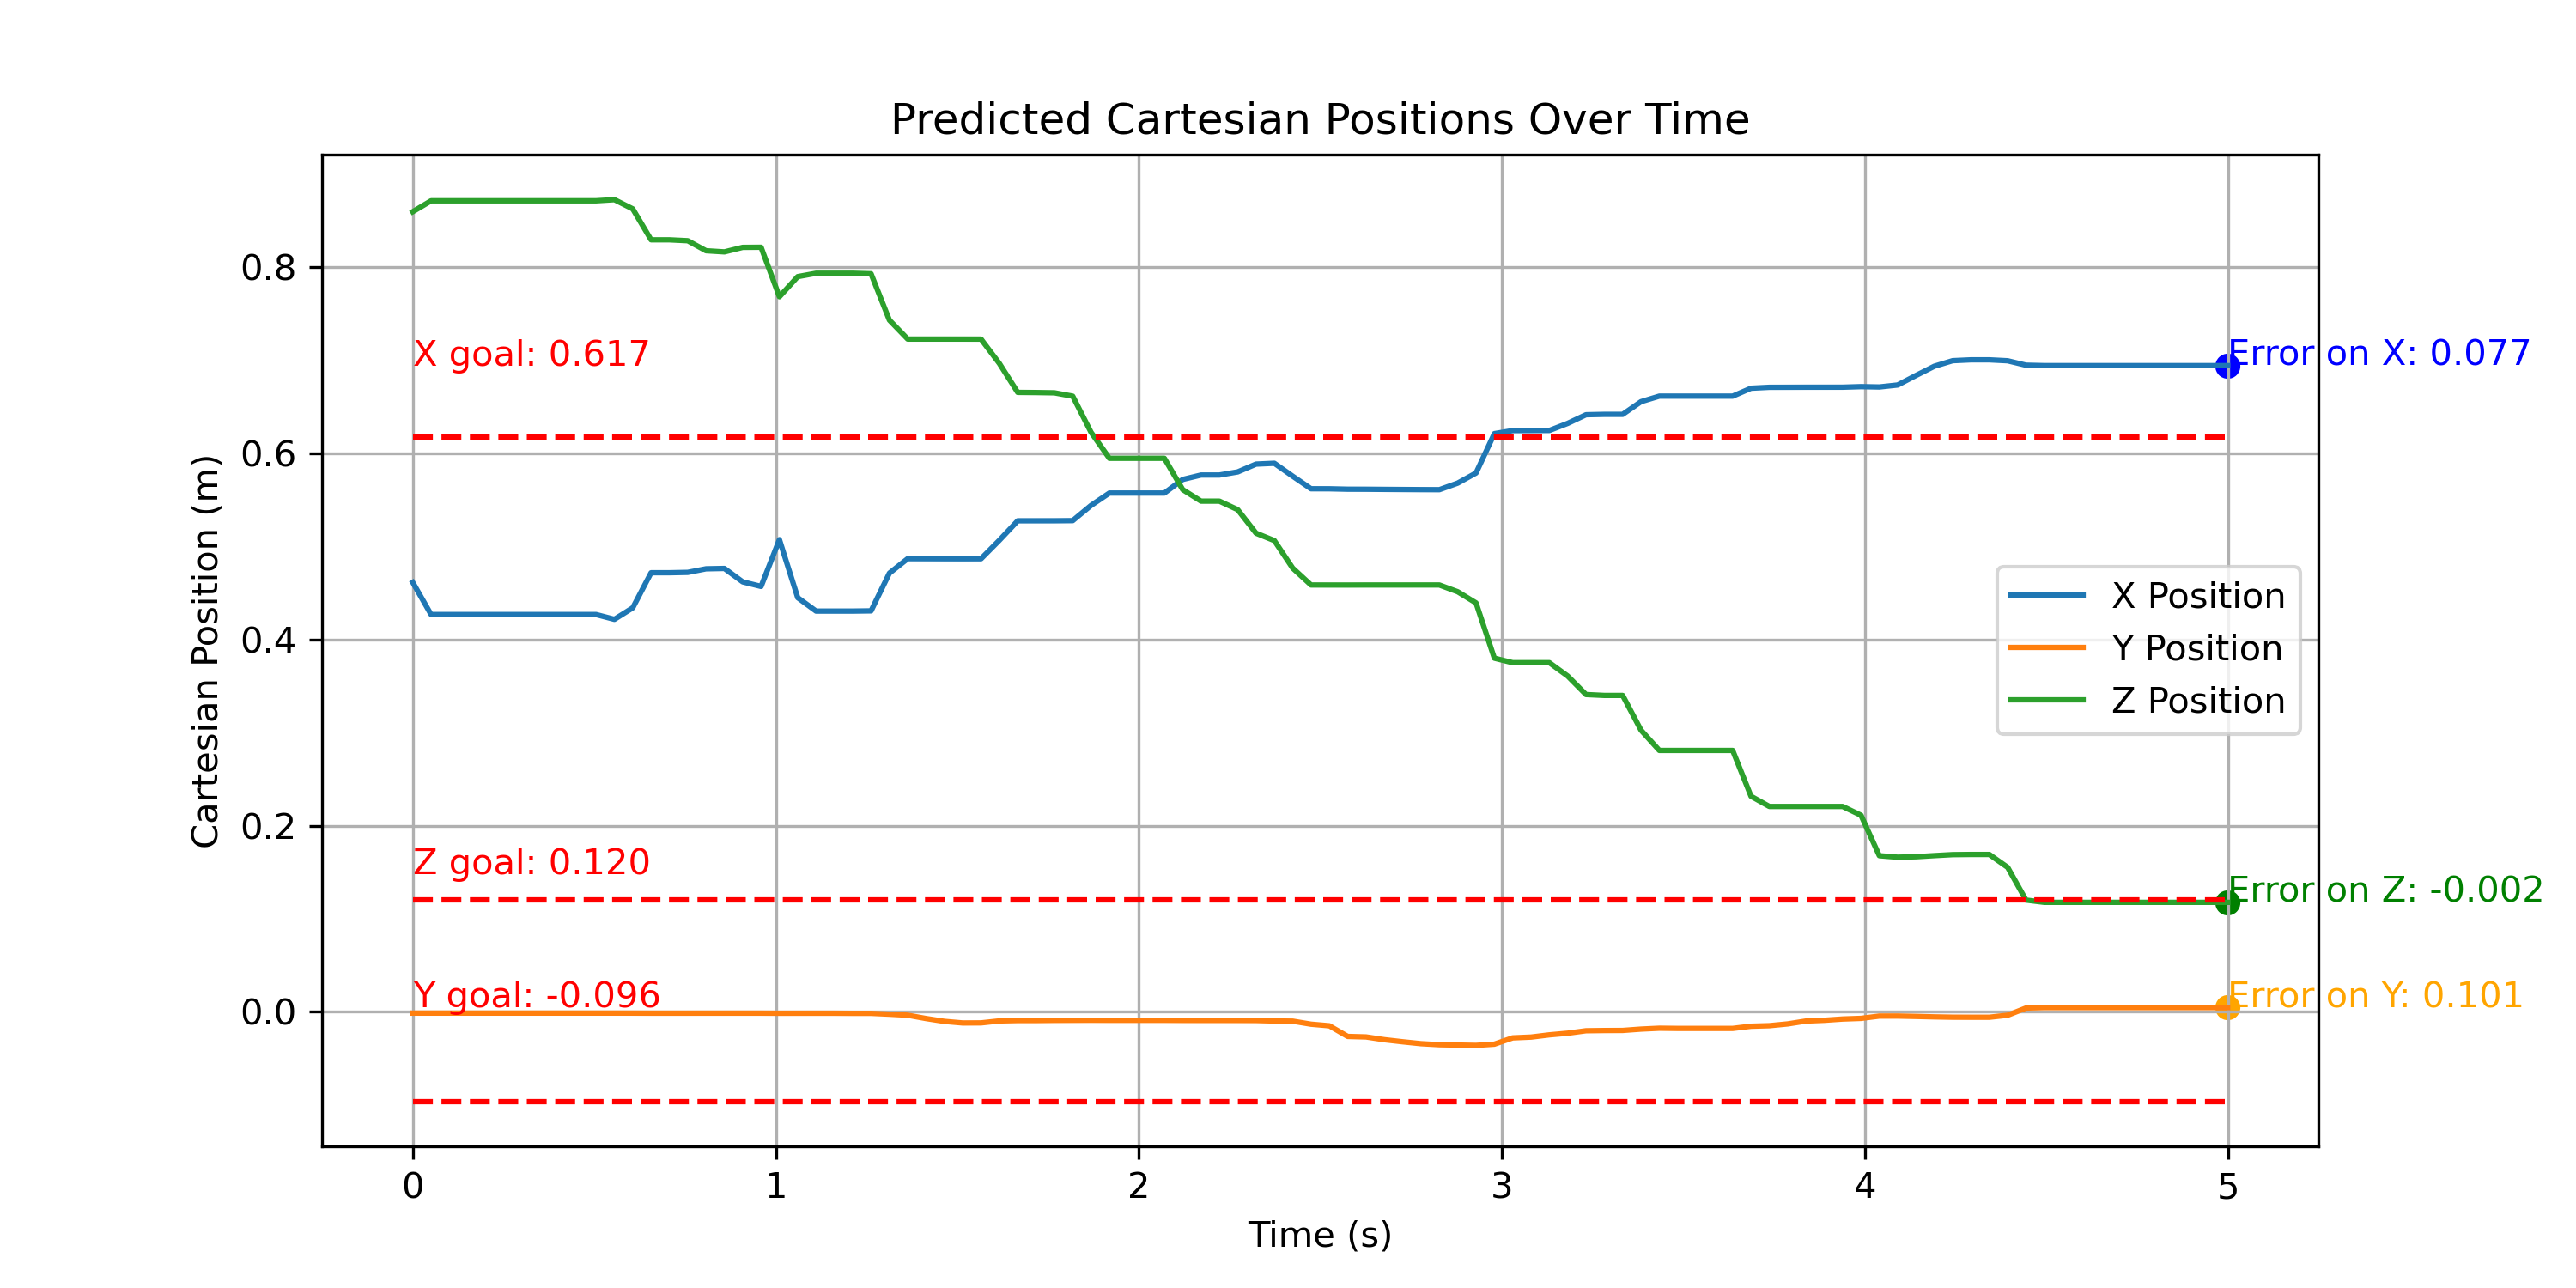 Predicted Cartesian Positions Over Time
Cartesian Position (m)
0.8
0.6
0.4
0.2
0.0
X goal: 0.617
Z goal: 0.120
Y goal: -0.096
Error on X: 0.077
Error on Z: -0.002
Error on Y: 0.101
X Position
Y Position
Z Position
0 1 2 3 4 5
Time (s)